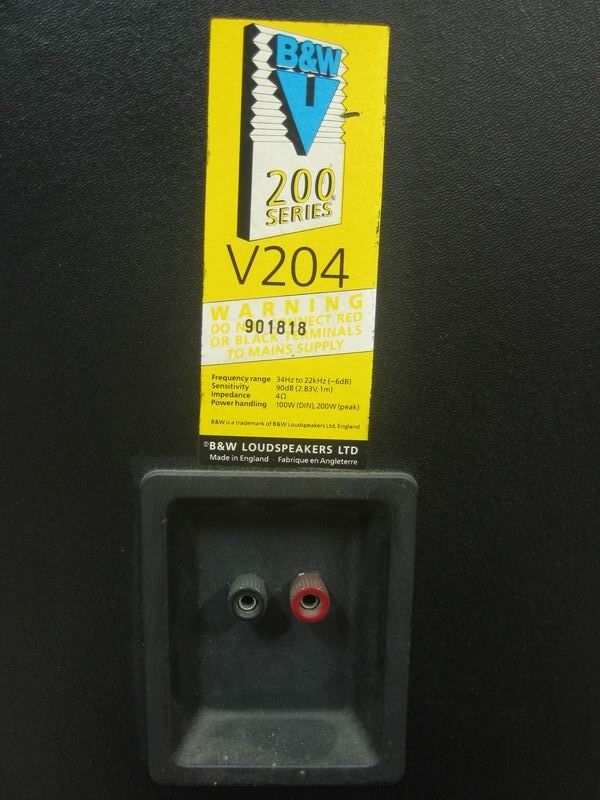 B&W
200
SERIES
V204
WARNING
DO NOT CONNECT RED
901818
OR BLACK TERMINALS
TO MAINS SUPPLY
Frequency range 34Hz to 22kHz (−6dB)
Sensitivity 90dB (2.83V, 1m)
Impedance 4Ω
Power handling 100W (DIN), 200W (peak)
B&W is a trademark of B&W Loudspeakers Ltd, England
©B&W LOUDSPEAKERS LTD
Made in England · Fabriqué en Angleterre